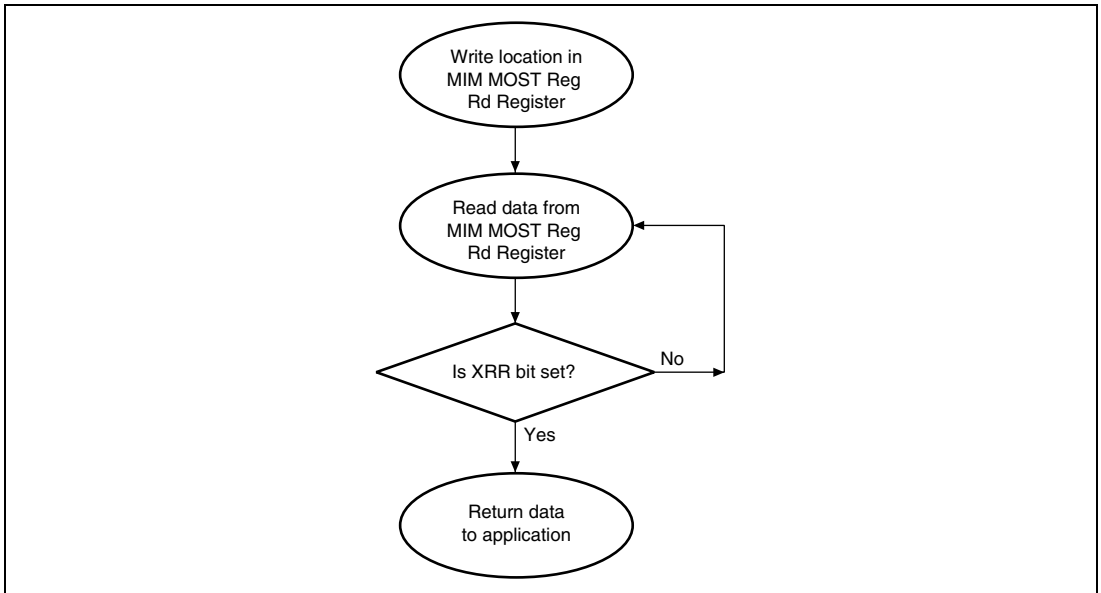 Write location in
MIM MOST Reg
Rd Register
Read data from
MIM MOST Reg
Rd Register
Is XRR bit set?
No
Yes
Return data
to application